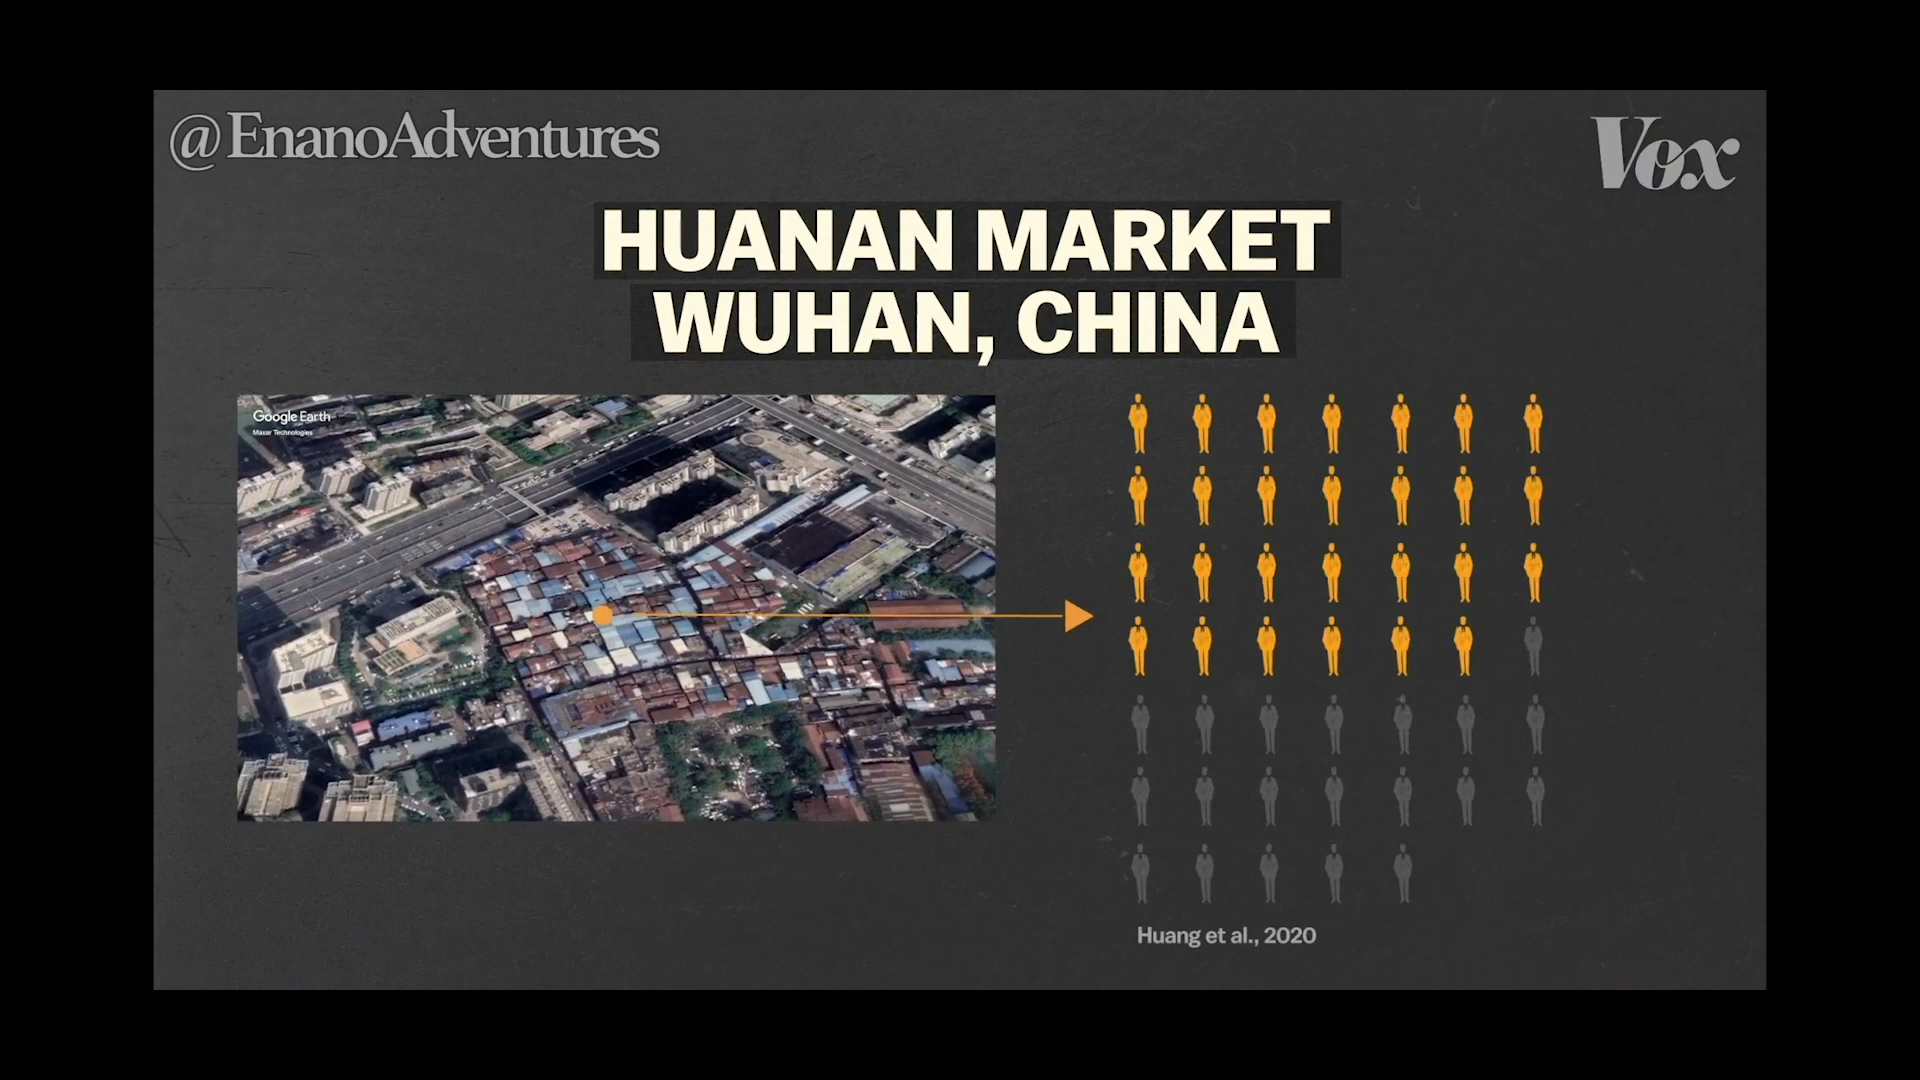 @EnanoAdventures
Vox
HUANAN MARKET
WUHAN, CHINA
Google Earth
Maxar Technologies
Huang et al., 2020